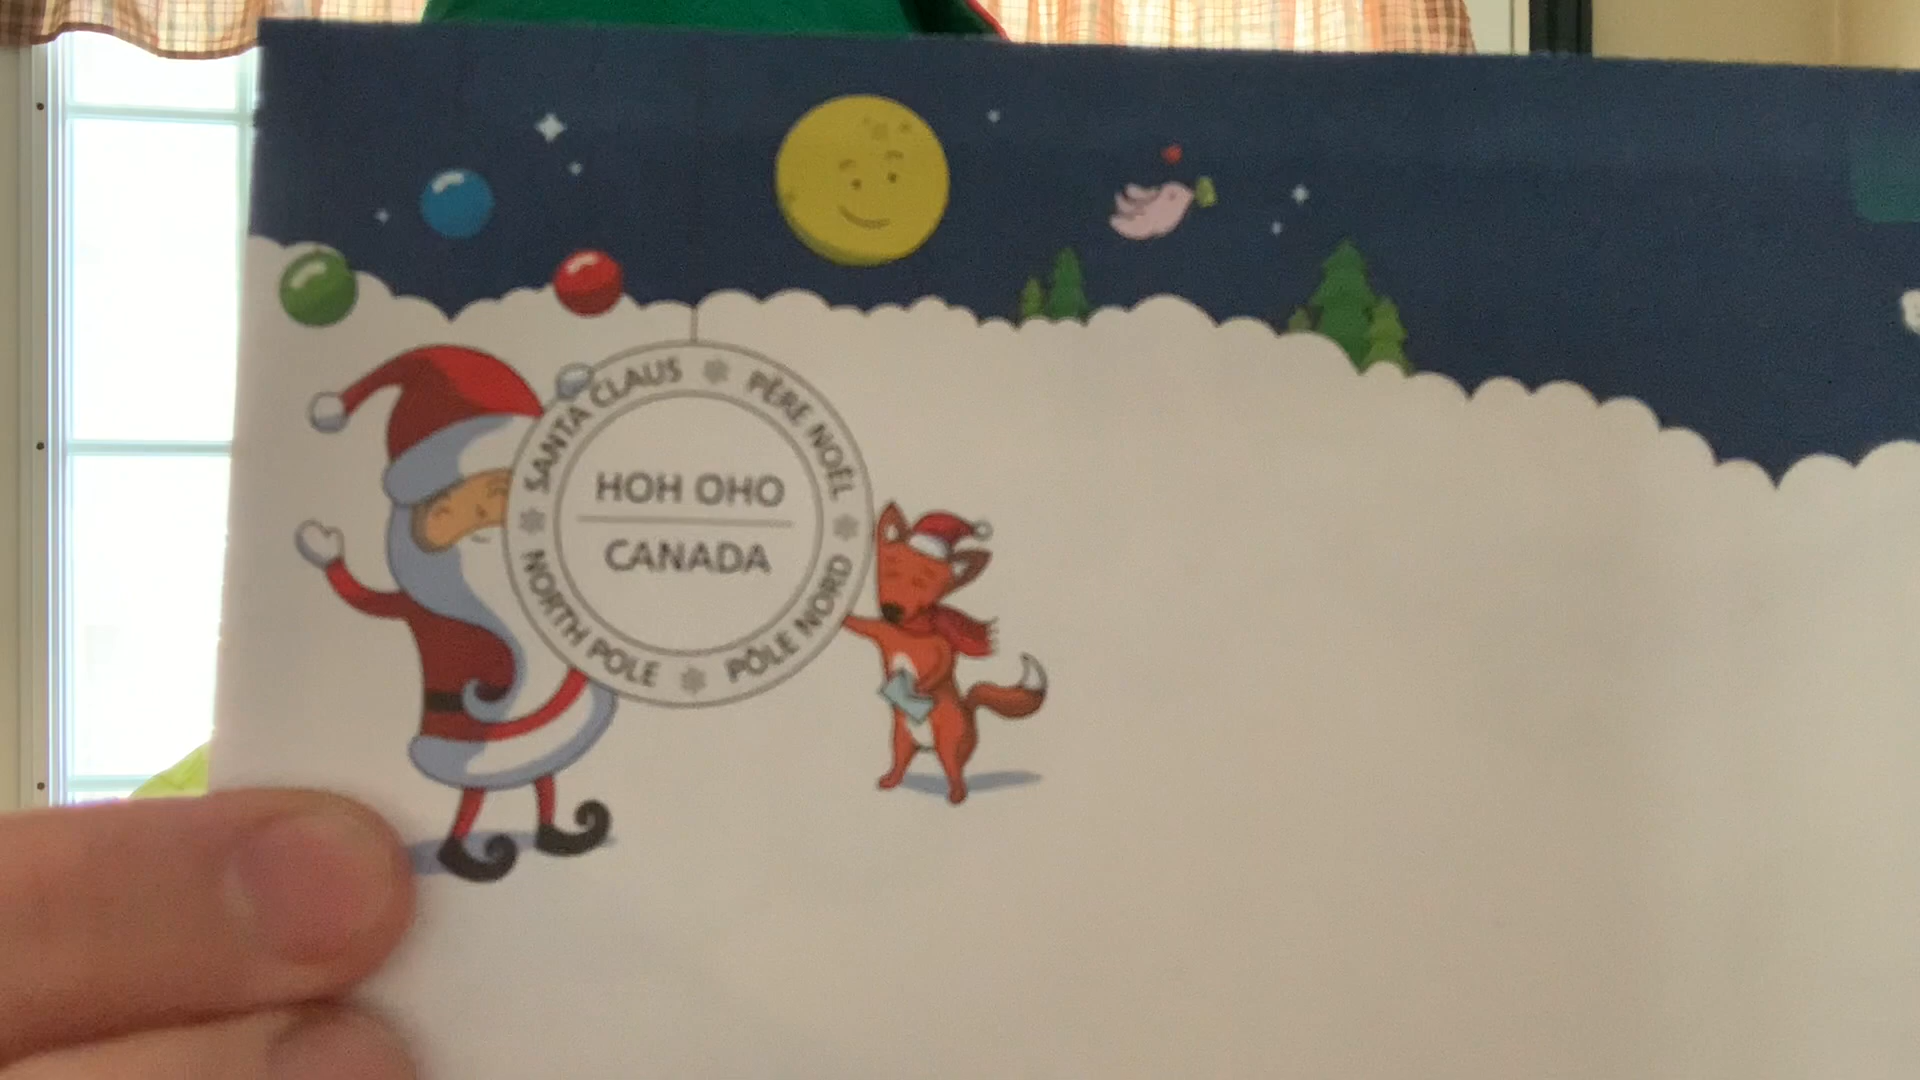 SANTA CLAUS * PÈRE NOËL *
HOH OHO
CANADA
* NORTH POLE * PÔLE NORD